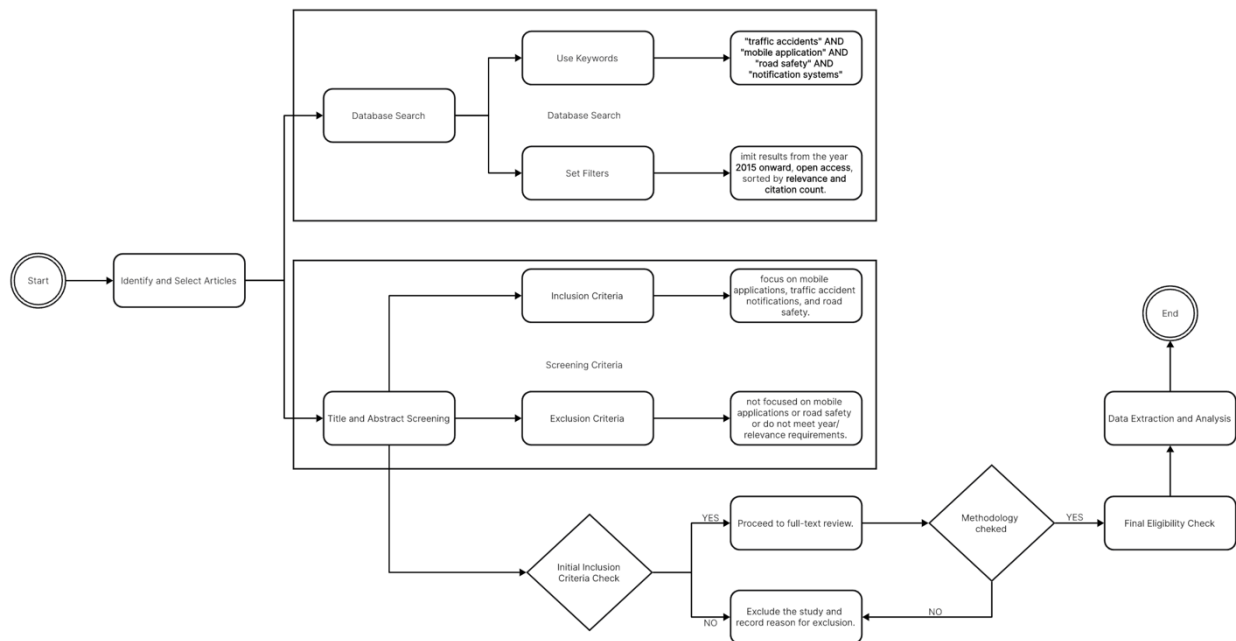 Start
Identify and Select Articles
Database Search
Use Keywords
"traffic accidents" AND
"mobile application" AND
"road safety" AND
"notification systems"
Database Search
Set Filters
imit results from the year
2015 onward, open access,
sorted by relevance and
citation count.
Title and Abstract Screening
Inclusion Criteria
focus on mobile
applications, traffic accident
notifications, and road
safety.
Screening Criteria
Exclusion Criteria
not focused on mobile
applications or road safety
or do not meet year/
relevance requirements.
Initial Inclusion
Criteria Check
YES
Proceed to full-text review.
NO
Exclude the study and
record reason for exclusion.
Methodology
cheked
NO
YES
Final Eligibility Check
Data Extraction and Analysis
End